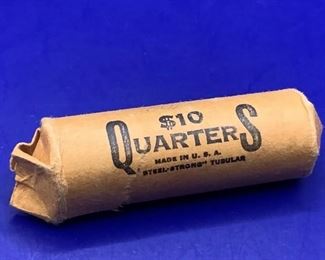 $10
QUARTERS
MADE IN U. S. A.
"STEEL-STRONG" TUBULAR